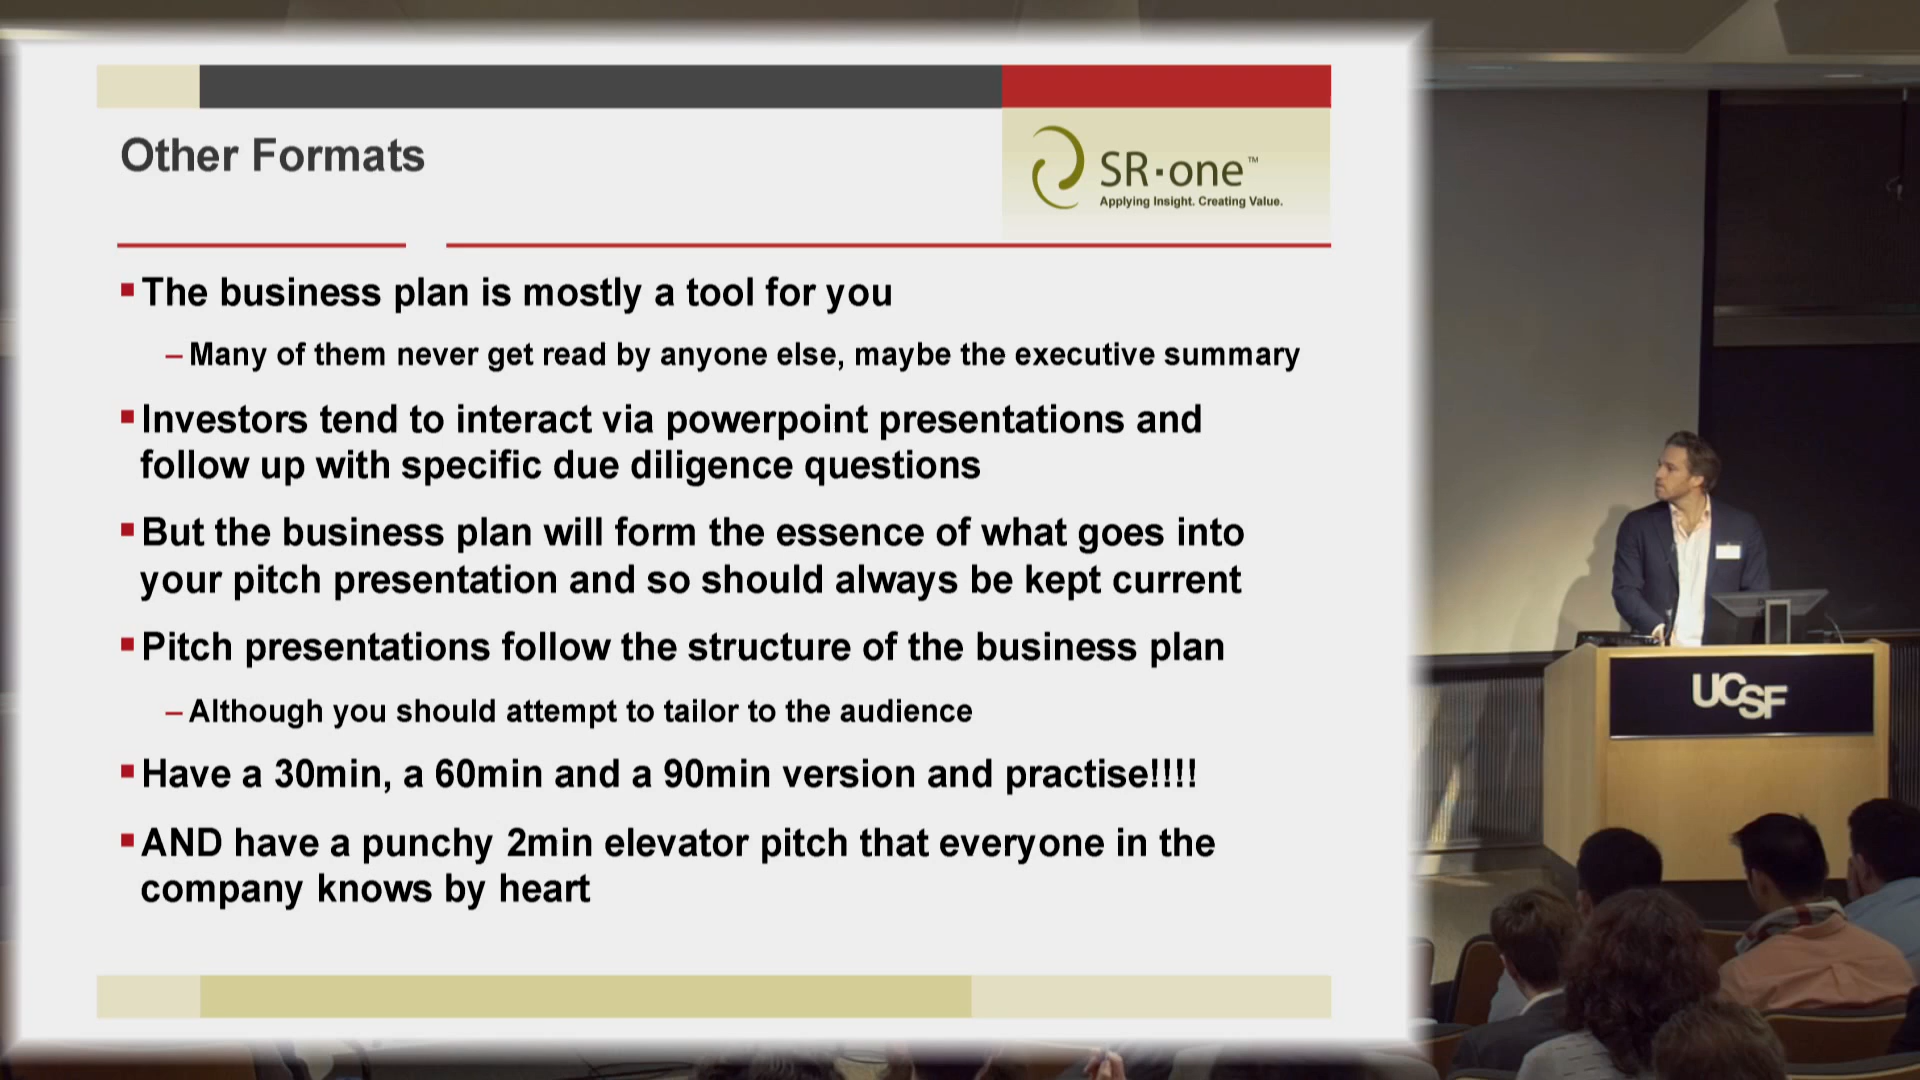 Other Formats
SR·one™
Applying Insight. Creating Value.
▪The business plan is mostly a tool for you
–Many of them never get read by anyone else, maybe the executive summary
▪Investors tend to interact via powerpoint presentations and
follow up with specific due diligence questions
▪But the business plan will form the essence of what goes into
your pitch presentation and so should always be kept current
▪Pitch presentations follow the structure of the business plan
–Although you should attempt to tailor to the audience
▪Have a 30min, a 60min and a 90min version and practise!!!!
▪AND have a punchy 2min elevator pitch that everyone in the
company knows by heart
UCSF